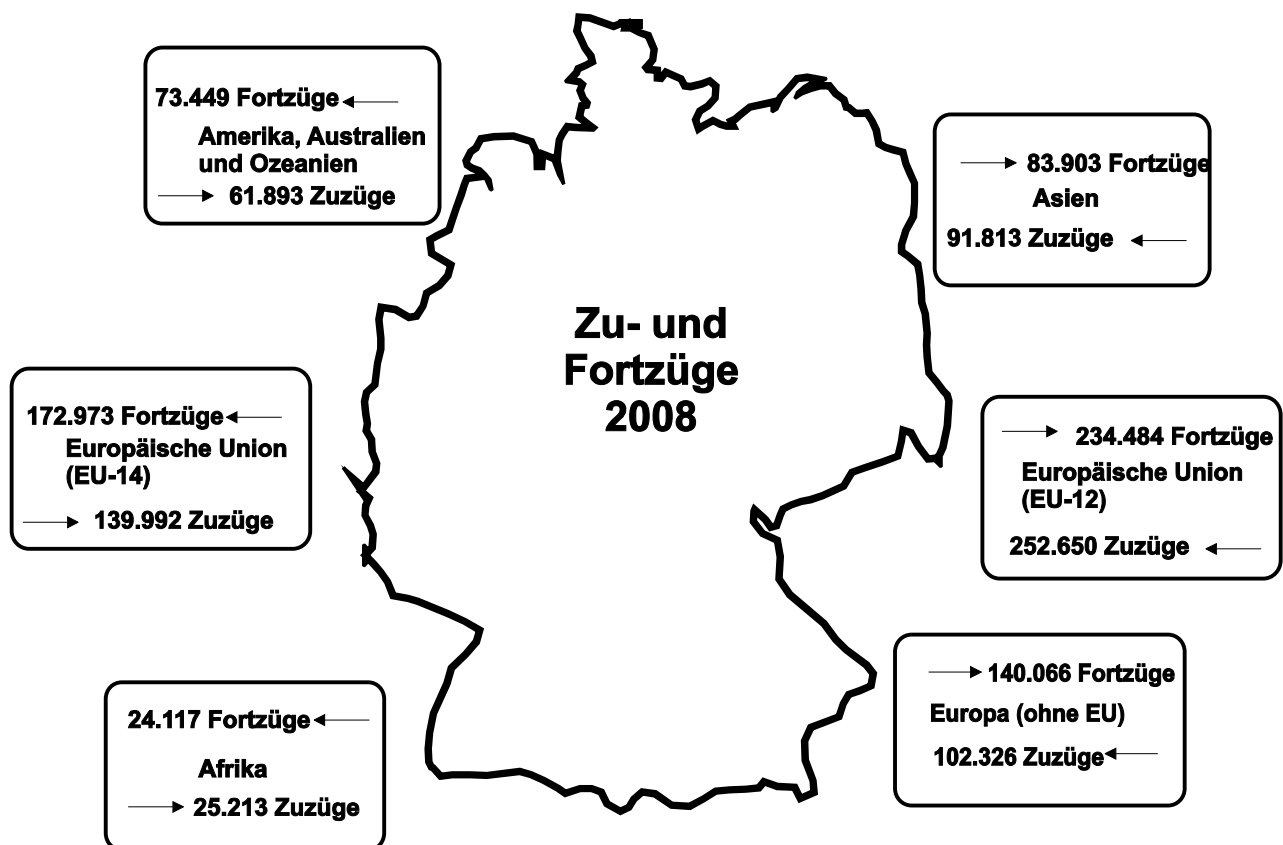 73.449 Fortzüge
Amerika, Australien
und Ozeanien
61.893 Zuzüge
83.903 Fortzüge
Asien
91.813 Zuzüge
Zu- und
Fortzüge
2008
172.973 Fortzüge
Europäische Union
(EU-14)
139.992 Zuzüge
234.484 Fortzüge
Europäische Union
(EU-12)
252.650 Zuzüge
24.117 Fortzüge
Afrika
25.213 Zuzüge
140.066 Fortzüge
Europa (ohne EU)
102.326 Zuzüge